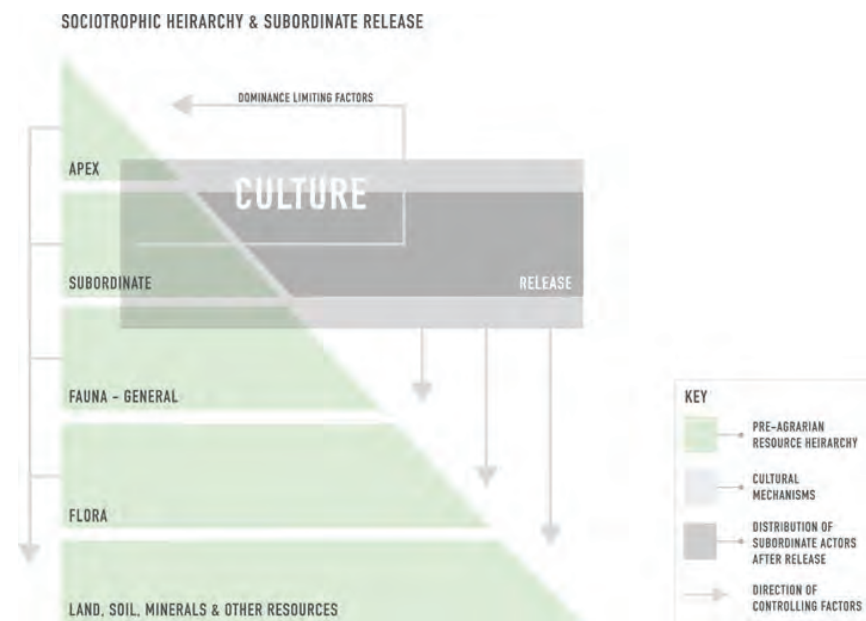 SOCIOTROPHIC HEIRARCHY & SUBORDINATE RELEASE
DOMINANCE LIMITING FACTORS
APEX
CULTURE
SUBORDINATE
RELEASE
FAUNA - GENERAL
FLORA
LAND, SOIL, MINERALS & OTHER RESOURCES
KEY
PRE-AGRARIAN
RESOURCE HEIRARCHY
CULTURAL
MECHANISMS
DISTRIBUTION OF
SUBORDINATE ACTORS
AFTER RELEASE
DIRECTION OF
CONTROLLING FACTORS